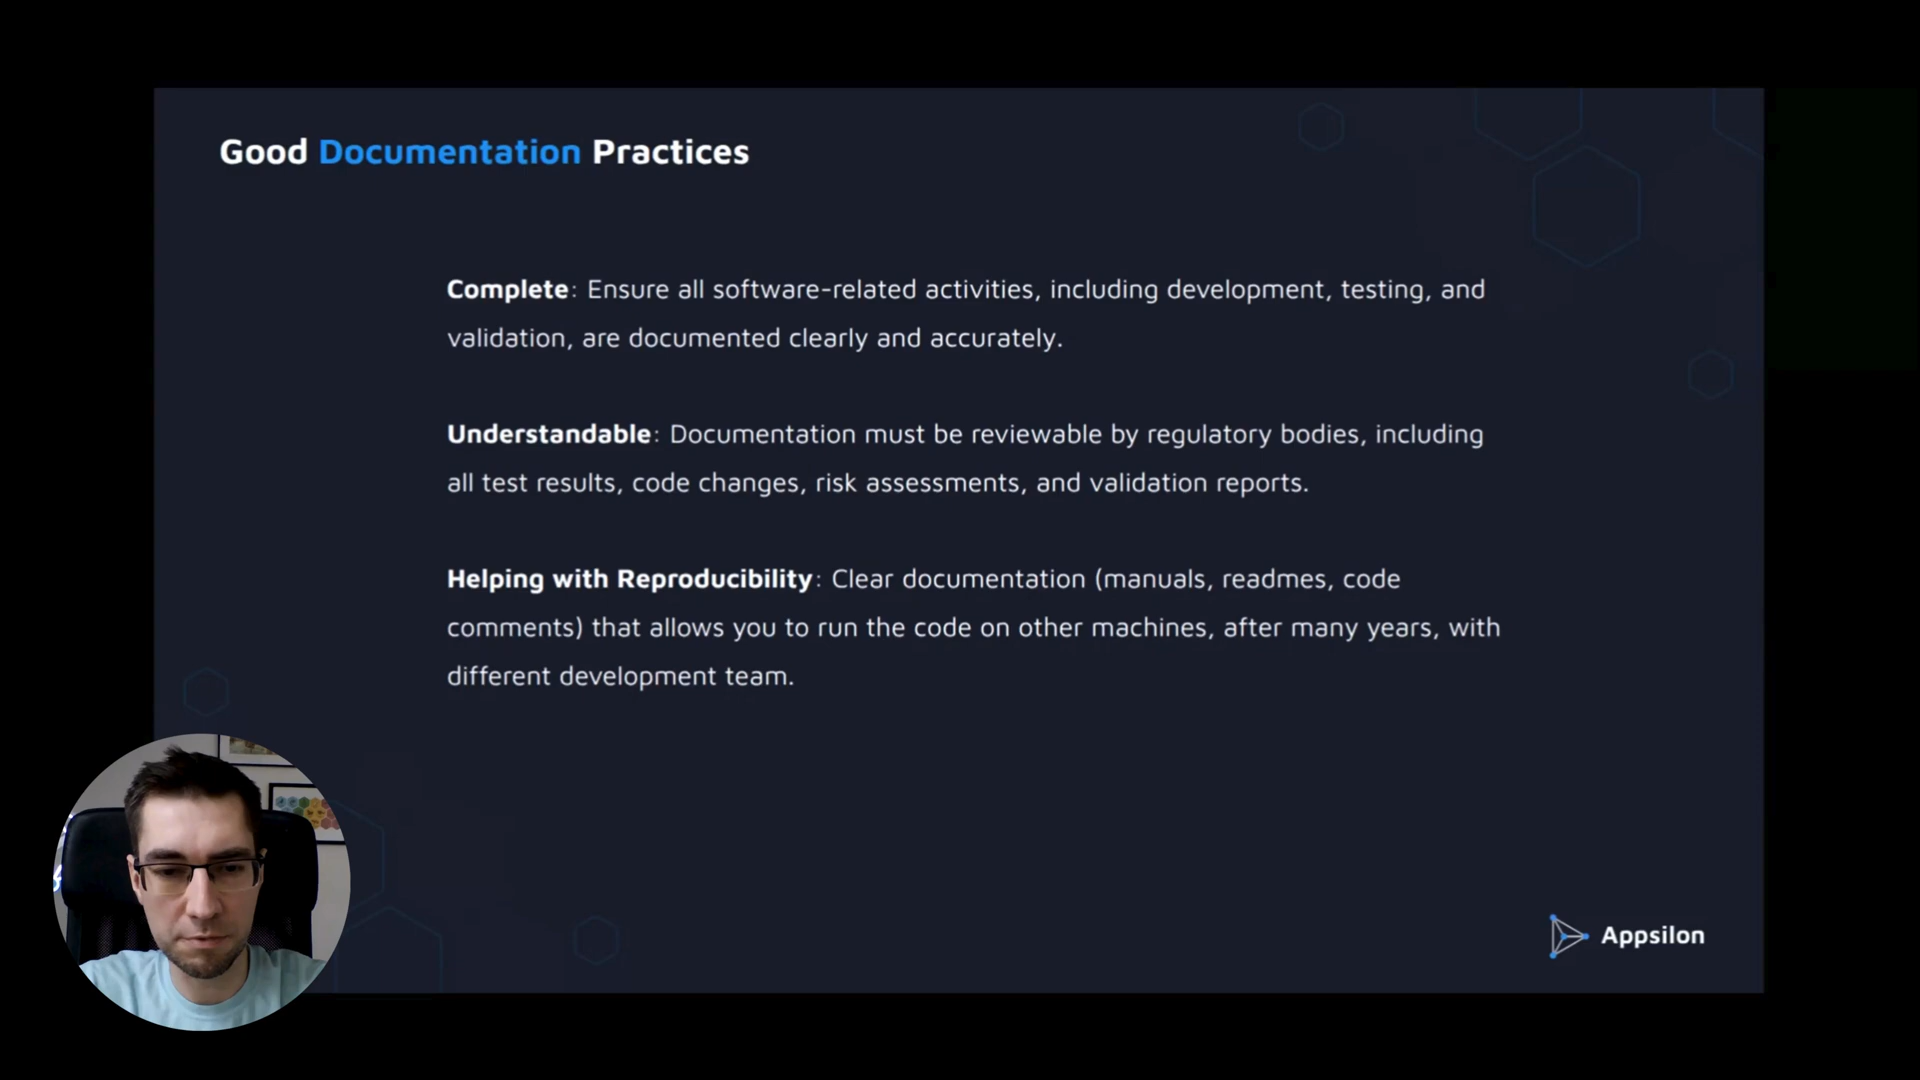 Good Documentation Practices
Complete: Ensure all software-related activities, including development, testing, and
validation, are documented clearly and accurately.
Understandable: Documentation must be reviewable by regulatory bodies, including
all test results, code changes, risk assessments, and validation reports.
Helping with Reproducibility: Clear documentation (manuals, readmes, code
comments) that allows you to run the code on other machines, after many years, with
different development team.
Appsilon